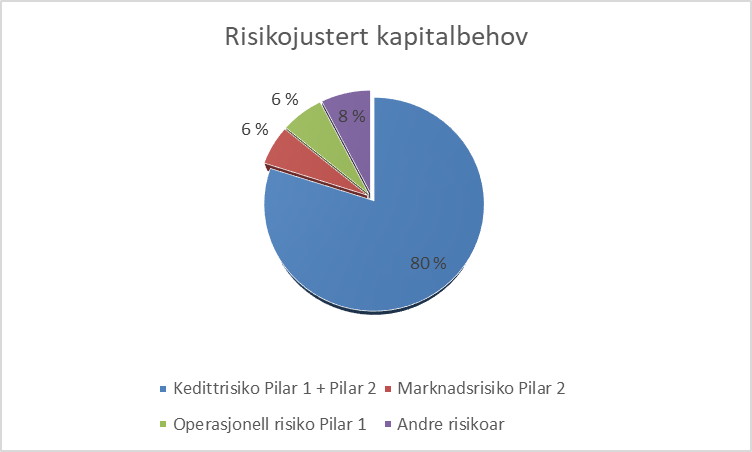 Risikojustert kapitalbehov
6 %
8 %
6 %
80 %
Kedittrisiko Pilar 1 + Pilar 2
Marknadsrisiko Pilar 2
Operasjonell risiko Pilar 1
Andre risikoar